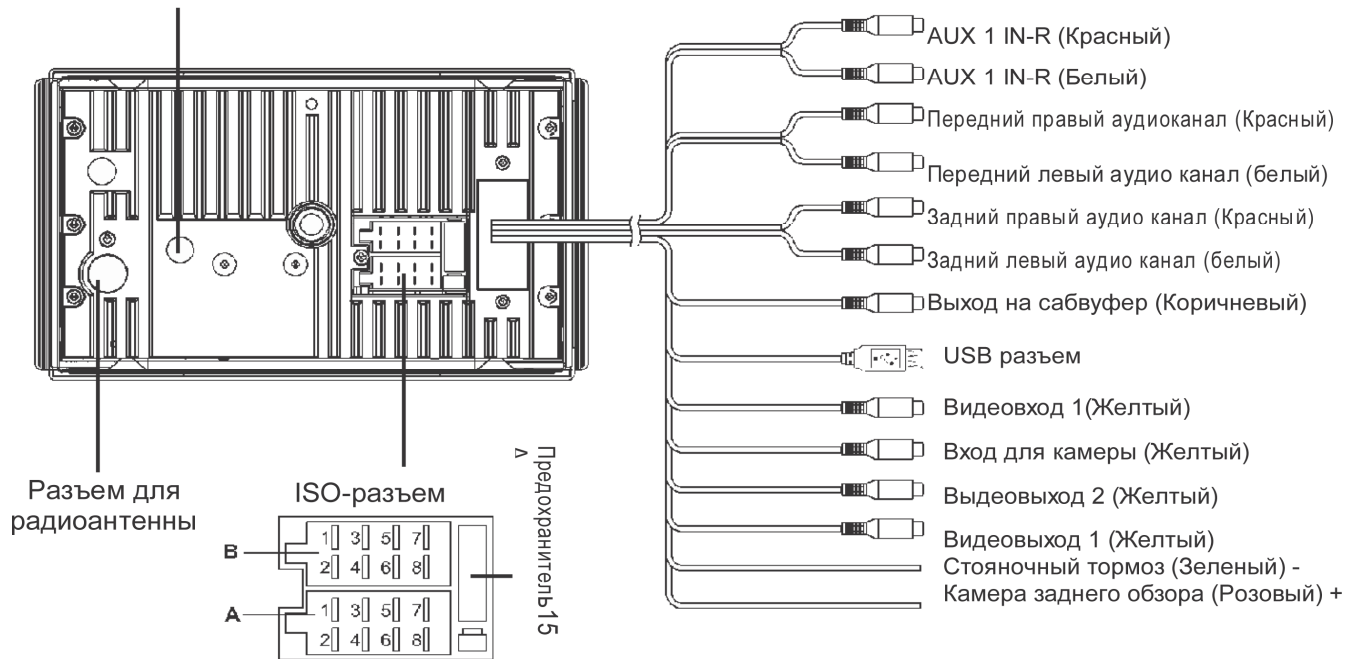 AUX 1 IN-R (Красный)
AUX 1 IN-R (Белый)
Передний правый аудиоканал (Красный)
Передний левый аудио канал (белый)
Задний правый аудио канал (Красный)
Задний левый аудио канал (белый)
Выход на сабвуфер (Коричневый)
USB разъем
Видеовход 1(Желтый)
Вход для камеры (Желтый)
Выдеовыход 2 (Желтый)
Видеовыход 1 (Желтый)
Стояночный тормоз (Зеленый) -
Камера заднего обзора (Розовый) +
Разъем для
радиоантенны
ISO-разъем
Предохранитель15
А
B
1 3 5 7
2 4 6 8
A
1 3 5 7
2 4 6 8